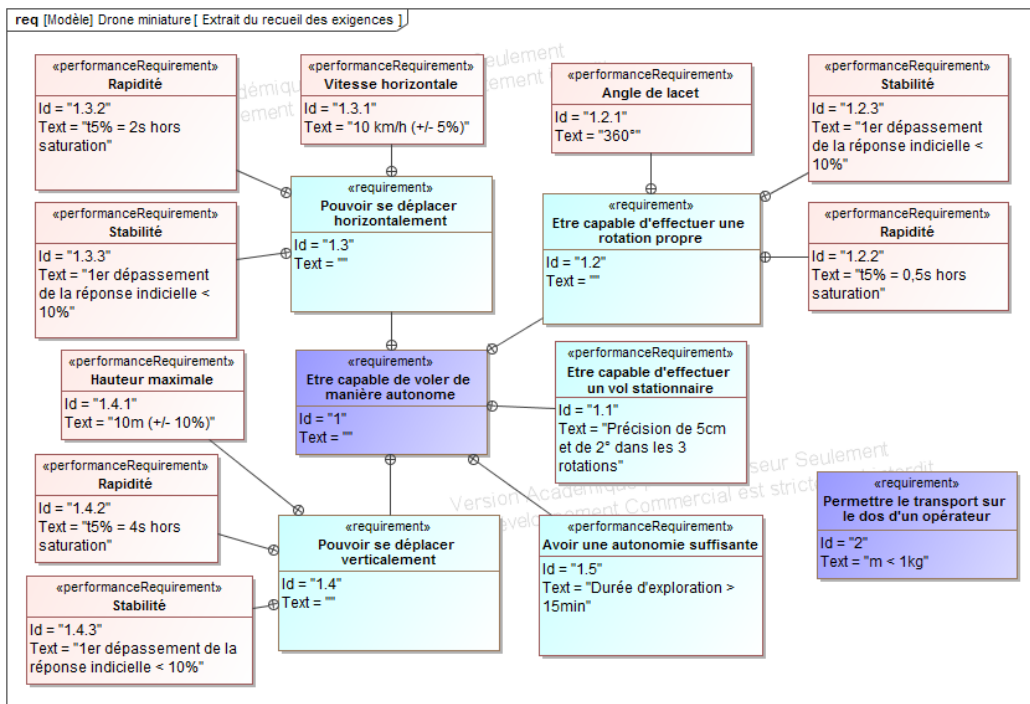 req [Modèle] Drone miniature [ Extrait du recueil des exigences ]
«performanceRequirement»
Rapidité
Id = "1.3.2"
Text = "t5% = 2s hors
saturation"
«performanceRequirement»
Vitesse horizontale
Id = "1.3.1"
Text = "10 km/h (+/- 5%)"
«performanceRequirement»
Angle de lacet
Id = "1.2.1"
Text = "360°"
«performanceRequirement»
Stabilité
Id = "1.2.3"
Text = "1er dépassement
de la réponse indicielle <
10%"
«requirement»
Pouvoir se déplacer
horizontalement
Id = "1.3"
Text = ""
«requirement»
Etre capable d'effectuer une
rotation propre
Id = "1.2"
Text = ""
«performanceRequirement»
Stabilité
Id = "1.3.3"
Text = "1er dépassement
de la réponse indicielle <
10%"
«performanceRequirement»
Rapidité
Id = "1.2.2"
Text = "t5% = 0,5s hors
saturation"
«performanceRequirement»
Hauteur maximale
Id = "1.4.1"
Text = "10m (+/- 10%)"
«requirement»
Etre capable de voler de
manière autonome
Id = "1"
Text = ""
«performanceRequirement»
Etre capable d'effectuer
un vol stationnaire
Id = "1.1"
Text = "Précision de 5cm
et de 2° dans les 3
rotations"
«performanceRequirement»
Rapidité
Id = "1.4.2"
Text = "t5% = 4s hors
saturation"
«requirement»
Pouvoir se déplacer
verticalement
Id = "1.4"
Text = ""
«performanceRequirement»
Avoir une autonomie suffisante
Id = "1.5"
Text = "Durée d'exploration >
15min"
«requirement»
Permettre le transport sur
le dos d'un opérateur
Id = "2"
Text = "m < 1kg"
«performanceRequirement»
Stabilité
Id = "1.4.3"
Text = "1er dépassement de la
réponse indicielle < 10%"
Seulement
Version Académique
seur Seulement
Commercial est